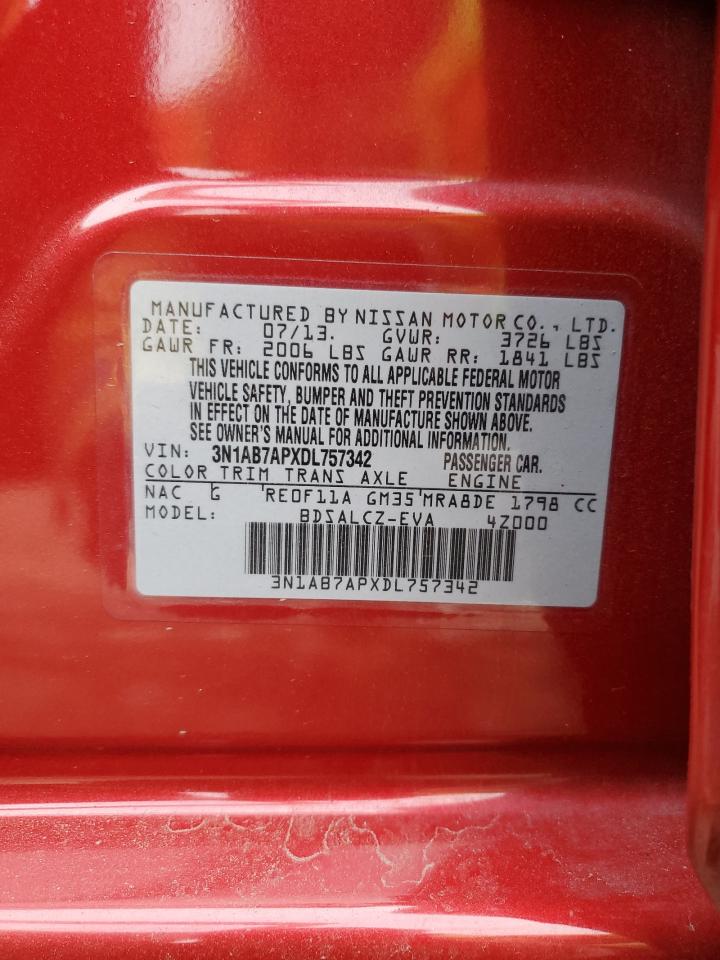 MANUFACTURED BY NISSAN MOTOR CO., LTD.
DATE: 07/13. GVWR: 3726 LBS
GAWR FR: 2006 LBS GAWR RR: 1841 LBS
THIS VEHICLE CONFORMS TO ALL APPLICABLE FEDERAL MOTOR
VEHICLE SAFETY, BUMPER AND THEFT PREVENTION STANDARDS
IN EFFECT ON THE DATE OF MANUFACTURE SHOWN ABOVE.
SEE OWNER'S MANUAL FOR ADDITIONAL INFORMATION.
VIN: 3N1AB7APXDL757342 PASSENGER CAR.
COLOR TRIM TRANS AXLE ENGINE
NAC G RE0F11A GM35 MRA8DE 1798 CC
MODEL: BDSALCZ-EVA 4Z000
3N1AB7APXDL757342